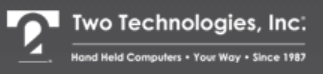 Two Technologies, Inc.
Hand Held Computers • Your Way • Since 1987